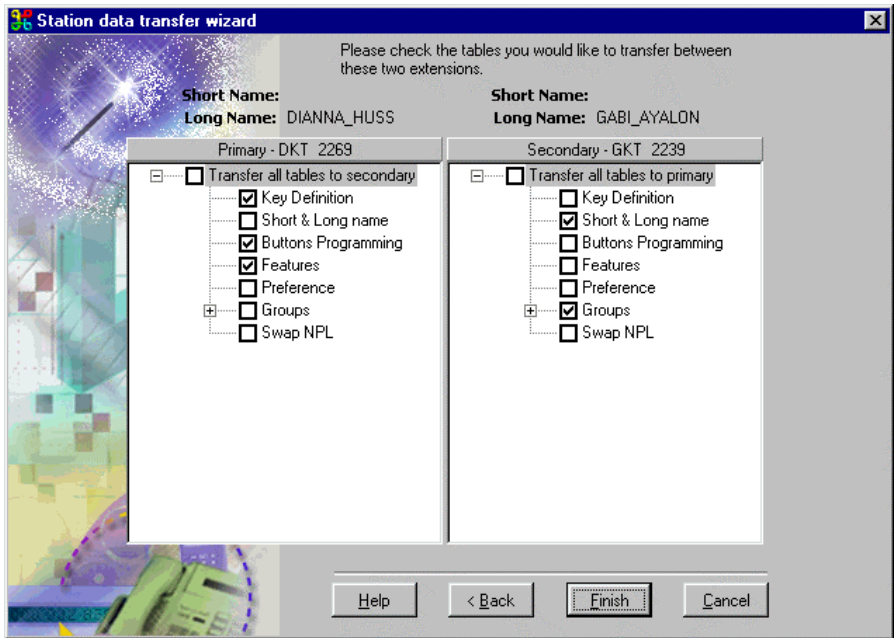 Station data transfer wizard
Please check the tables you would like to transfer between
these two extensions.
Short Name:
Long Name: DIANNA_HUSS
Short Name:
Long Name: GABI_AYALON
Primary - DKT 2269
Transfer all tables to secondary
Key Definition
Short & Long name
Buttons Programming
Features
Preference
Groups
Swap NPL
Secondary - GKT 2239
Transfer all tables to primary
Key Definition
Short & Long name
Buttons Programming
Features
Preference
Groups
Swap NPL
Help
< Back
Finish
Cancel